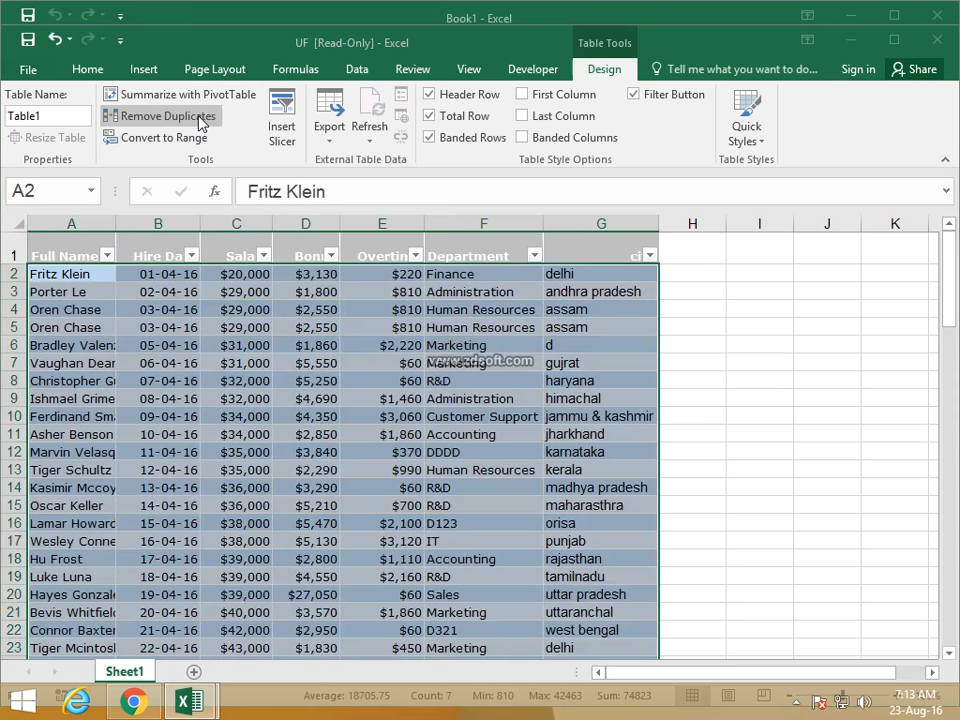 Book1 - Excel
UF [Read-Only] - Excel
Table Tools
File Home Insert Page Layout Formulas Data Review View Developer Design Tell me what you want to do... Sign in Share
Table Name:
Table1
Resize Table
Properties
Summarize with PivotTable
Remove Duplicates
Convert to Range
Tools
Insert Slicer
Export
Refresh
External Table Data
Header Row First Column Filter Button
Total Row Last Column
Banded Rows Banded Columns
Table Style Options
Quick Styles
Table Styles
A2 fx Fritz Klein
A B C D E F G H I J K
1 Full Name Hire Da Sala Bon Overtin Department ci
2 Fritz Klein 01-04-16 $20,000 $3,130 $220 Finance delhi
3 Porter Le 02-04-16 $29,000 $1,800 $810 Administration andhra pradesh
4 Oren Chase 03-04-16 $29,000 $2,550 $810 Human Resources assam
5 Oren Chase 03-04-16 $29,000 $2,550 $810 Human Resources assam
6 Bradley Valen 05-04-16 $31,000 $1,860 $2,220 Marketing d
www.zdsoft.com
7 Vaughan Dear 06-04-16 $31,000 $5,550 $60 Marketing gujrat
8 Christopher G 07-04-16 $32,000 $5,250 $60 R&D haryana
9 Ishmael Grime 08-04-16 $32,000 $4,690 $1,460 Administration himachal
10 Ferdinand Sma 09-04-16 $34,000 $4,350 $3,060 Customer Support jammu & kashmir
11 Asher Benson 10-04-16 $34,000 $2,850 $1,860 Accounting jharkhand
12 Marvin Velasq 11-04-16 $35,000 $3,840 $370 DDDD karnataka
13 Tiger Schultz 12-04-16 $35,000 $2,290 $990 Human Resources kerala
14 Kasimir Mccoy 13-04-16 $36,000 $3,290 $60 R&D madhya pradesh
15 Oscar Keller 14-04-16 $36,000 $5,210 $700 R&D maharasthra
16 Lamar Howard 15-04-16 $38,000 $5,470 $2,100 D123 orisa
17 Wesley Conne 16-04-16 $38,000 $5,130 $3,120 IT punjab
18 Hu Frost 17-04-16 $39,000 $2,800 $1,110 Accounting rajasthan
19 Luke Luna 18-04-16 $39,000 $4,550 $2,160 R&D tamilnadu
20 Hayes Gonzal 19-04-16 $39,000 $27,050 $60 Sales uttar pradesh
21 Bevis Whitfield 20-04-16 $40,000 $3,570 $1,860 Marketing uttaranchal
22 Connor Baxter 21-04-16 $42,000 $2,950 $60 D321 west bengal
23 Tiger Mcintosl 22-04-16 $43,000 $1,830 $450 Marketing delhi
Sheet1
Average: 18705.75 Count: 7 Min: 810 Max: 42463 Sum: 74823
7:13 AM
23-Aug-16